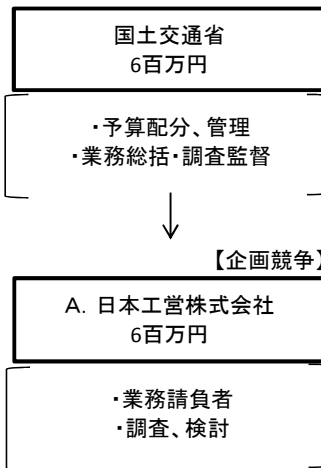 国土交通省
6百万円
・予算配分、管理
・業務総括・調査監督
【企画競争】
A. 日本工営株式会社
6百万円
・業務請負者
・調査、検討